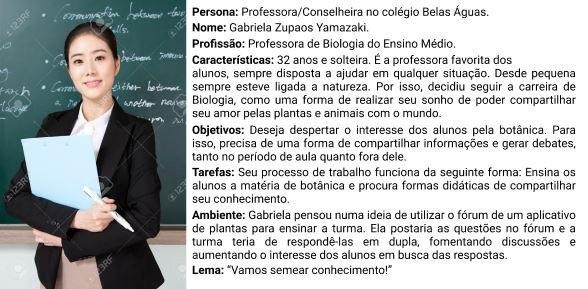 Persona: Professora/Conselheira no colégio Belas Águas.
Nome: Gabriela Zupaos Yamazaki.
Profissão: Professora de Biologia do Ensino Médio.
Características: 32 anos e solteira. É a professora favorita dos
alunos, sempre disposta a ajudar em qualquer situação. Desde pequena
sempre esteve ligada a natureza. Por isso, decidiu seguir a carreira de
Biologia, como uma forma de realizar seu sonho de poder compartilhar
seu amor pelas plantas e animais com o mundo.
Objetivos: Deseja despertar o interesse dos alunos pela botânica. Para
isso, precisa de uma forma de compartilhar informações e gerar debates,
tanto no período de aula quanto fora dele.
Tarefas: Seu processo de trabalho funciona da seguinte forma: Ensina os
alunos a matéria de botânica e procura formas didáticas de compartilhar
seu conhecimento.
Ambiente: Gabriela pensou numa ideia de utilizar o fórum de um aplicativo
de plantas para ensinar a turma. Ela postaria as questões no fórum e a
turma teria de respondê-las em dupla, fomentando discussões e
aumentando o interesse dos alunos em busca das respostas.
Lema: “Vamos semear conhecimento!”